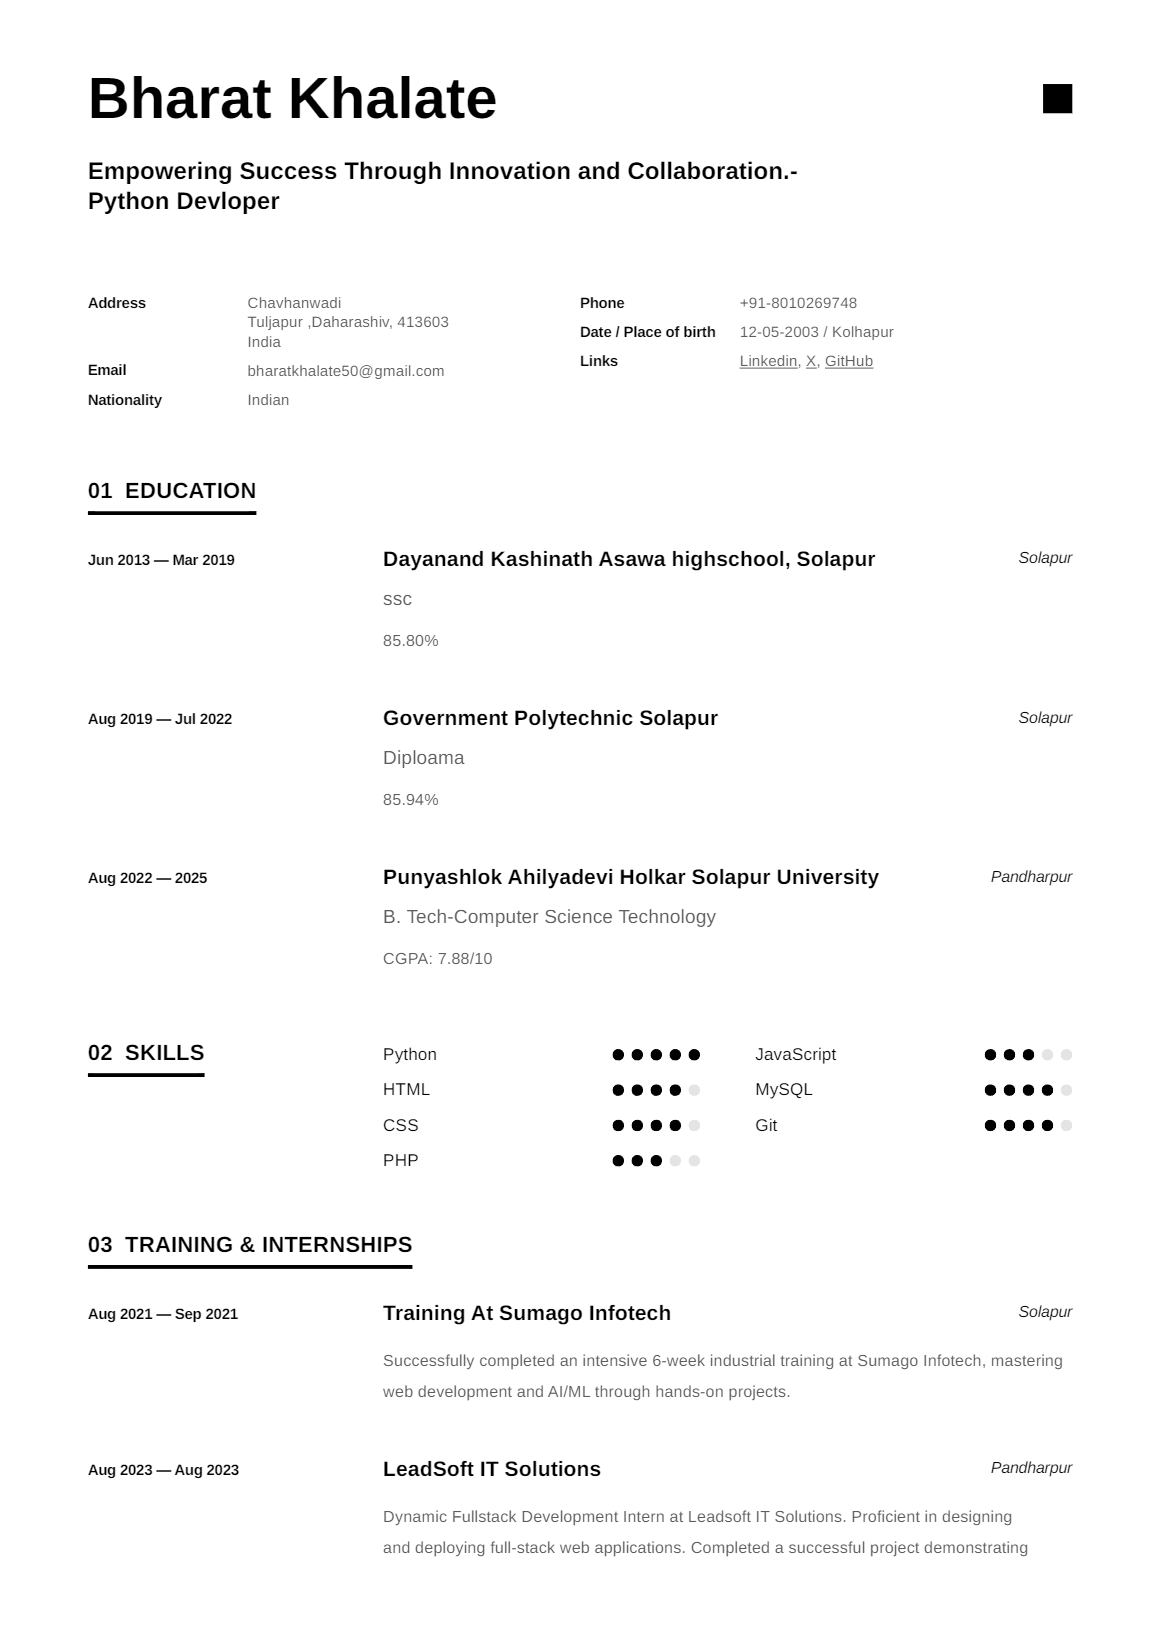 Bharat Khalate
Empowering Success Through Innovation and Collaboration.-
Python Devloper
Address
Chavhanwadi
Tuljapur ,Daharashiv, 413603
India
Email
bharatkhalate50@gmail.com
Nationality
Indian
Phone
+91-8010269748
Date / Place of birth
12-05-2003 / Kolhapur
Links
Linkedin, X, GitHub
01 EDUCATION
Jun 2013 — Mar 2019
Dayanand Kashinath Asawa highschool, Solapur
Solapur
ssc
85.80%
Aug 2019 — Jul 2022
Government Polytechnic Solapur
Solapur
Diploama
85.94%
Aug 2022 — 2025
Punyashlok Ahilyadevi Holkar Solapur University
Pandharpur
B. Tech-Computer Science Technology
CGPA: 7.88/10
02 SKILLS
Python
JavaScript
HTML
MySQL
CSS
Git
PHP
03 TRAINING & INTERNSHIPS
Aug 2021 — Sep 2021
Training At Sumago Infotech
Solapur
Successfully completed an intensive 6-week industrial training at Sumago Infotech, mastering
web development and AI/ML through hands-on projects.
Aug 2023 — Aug 2023
LeadSoft IT Solutions
Pandharpur
Dynamic Fullstack Development Intern at Leadsoft IT Solutions. Proficient in designing
and deploying full-stack web applications. Completed a successful project demonstrating